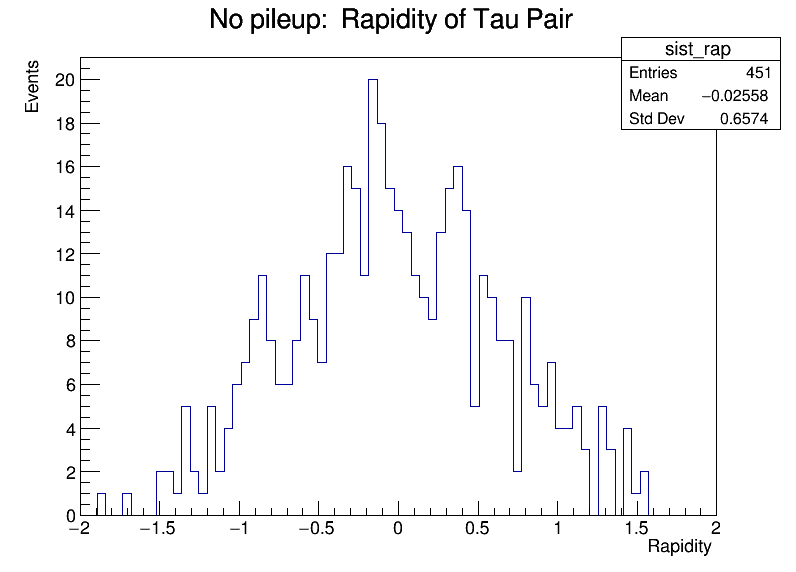 No pileup: Rapidity of Tau Pair
sist_rap
Entries 451
Mean −0.02558
Std Dev 0.6574
Events
20
18
16
14
12
10
8
6
4
2
0
−2 −1.5 −1 −0.5 0 0.5 1 1.5 2
Rapidity